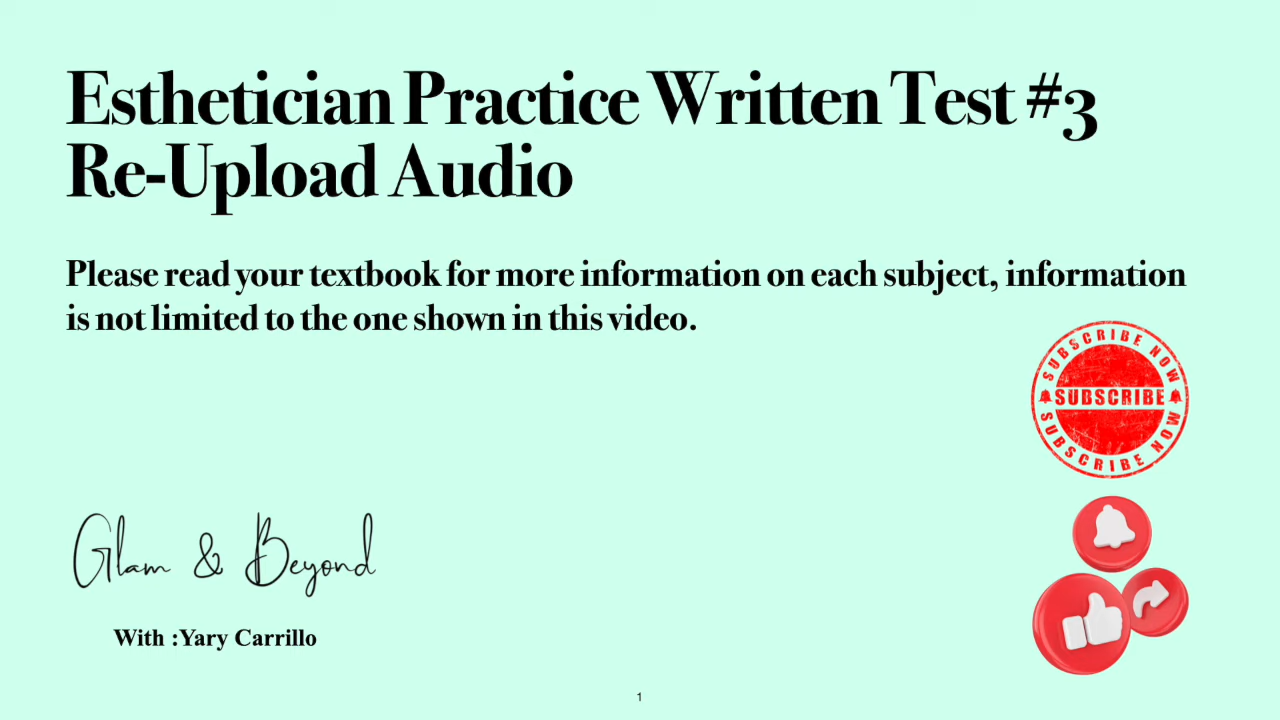 Esthetician Practice Written Test #3
Re-Upload Audio
Please read your textbook for more information on each subject, information
is not limited to the one shown in this video.
SUBSCRIBE NOW
SUBSCRIBE
SUBSCRIBE NOW
Glam & Beyond
With :Yary Carrillo
1